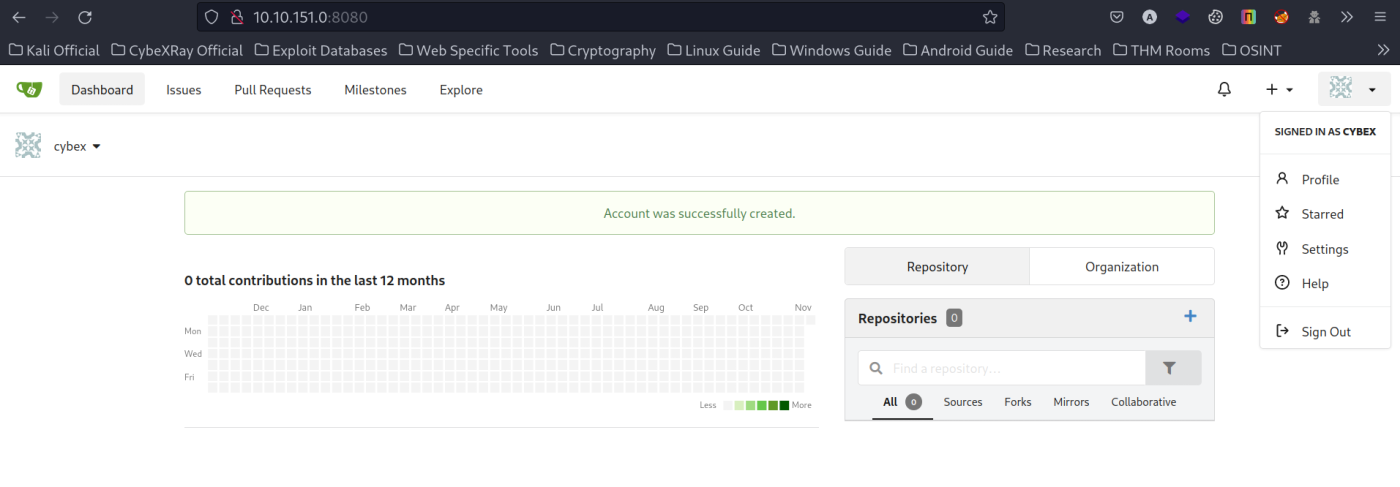 10.10.151.0:8080
Kali Official CybeXRay Official Exploit Databases Web Specific Tools Cryptography Linux Guide Windows Guide Android Guide Research THM Rooms OSINT
Dashboard Issues Pull Requests Milestones Explore
SIGNED IN AS CYBEX
cybex
Profile
Starred
Settings
Help
Sign Out
Account was successfully created.
Repository Organization
0 total contributions in the last 12 months
Dec Jan Feb Mar Apr May Jun Jul Aug Sep Oct Nov
Mon
Wed
Fri
Less More
Repositories 0
Find a repository...
All 0 Sources Forks Mirrors Collaborative